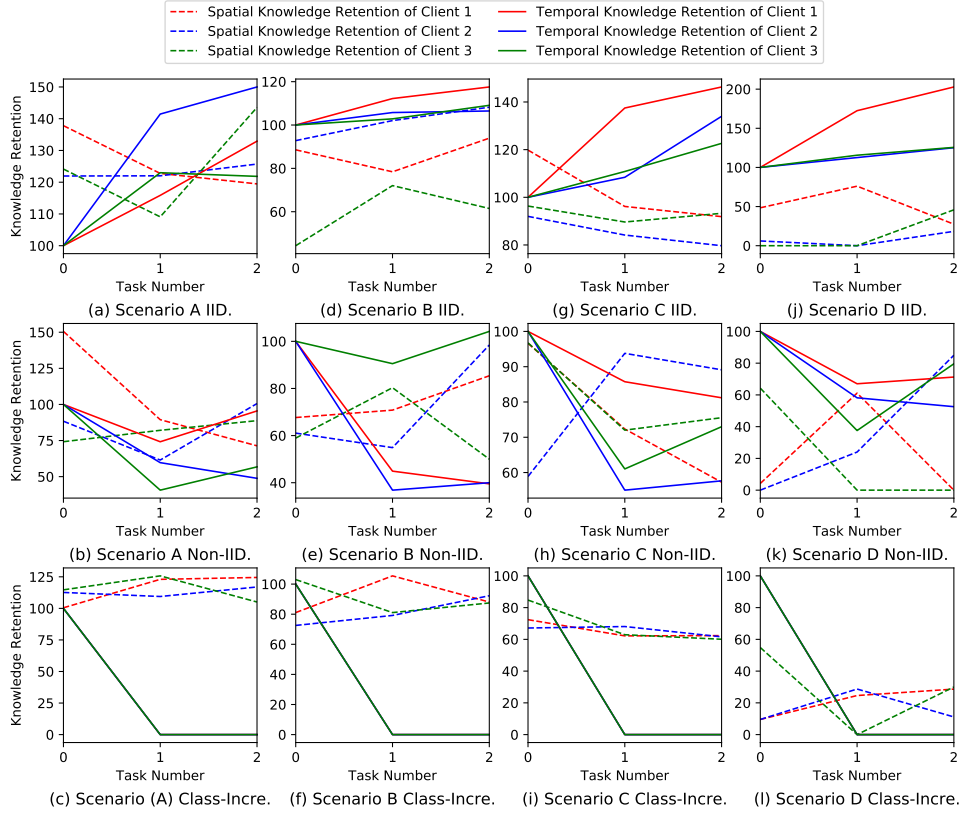 Spatial Knowledge Retention of Client 1
Spatial Knowledge Retention of Client 2
Spatial Knowledge Retention of Client 3
Temporal Knowledge Retention of Client 1
Temporal Knowledge Retention of Client 2
Temporal Knowledge Retention of Client 3
Knowledge Retention
150
140
130
120
110
100
0 1 2
Task Number
(a) Scenario A IID.
120
100
80
60
0 1 2
Task Number
(d) Scenario B IID.
140
120
100
80
0 1 2
Task Number
(g) Scenario C IID.
200
150
100
50
0
0 1 2
Task Number
(j) Scenario D IID.
Knowledge Retention
150
125
100
75
50
0 1 2
Task Number
(b) Scenario A Non-IID.
100
80
60
40
0 1 2
Task Number
(e) Scenario B Non-IID.
100
90
80
70
60
0 1 2
Task Number
(h) Scenario C Non-IID.
100
80
60
40
20
0
0 1 2
Task Number
(k) Scenario D Non-IID.
Knowledge Retention
125
100
75
50
25
0
0 1 2
Task Number
(c) Scenario (A) Class-Incre.
100
80
60
40
20
0
0 1 2
Task Number
(f) Scenario B Class-Incre.
100
80
60
40
20
0
0 1 2
Task Number
(i) Scenario C Class-Incre.
100
80
60
40
20
0
0 1 2
Task Number
(l) Scenario D Class-Incre.